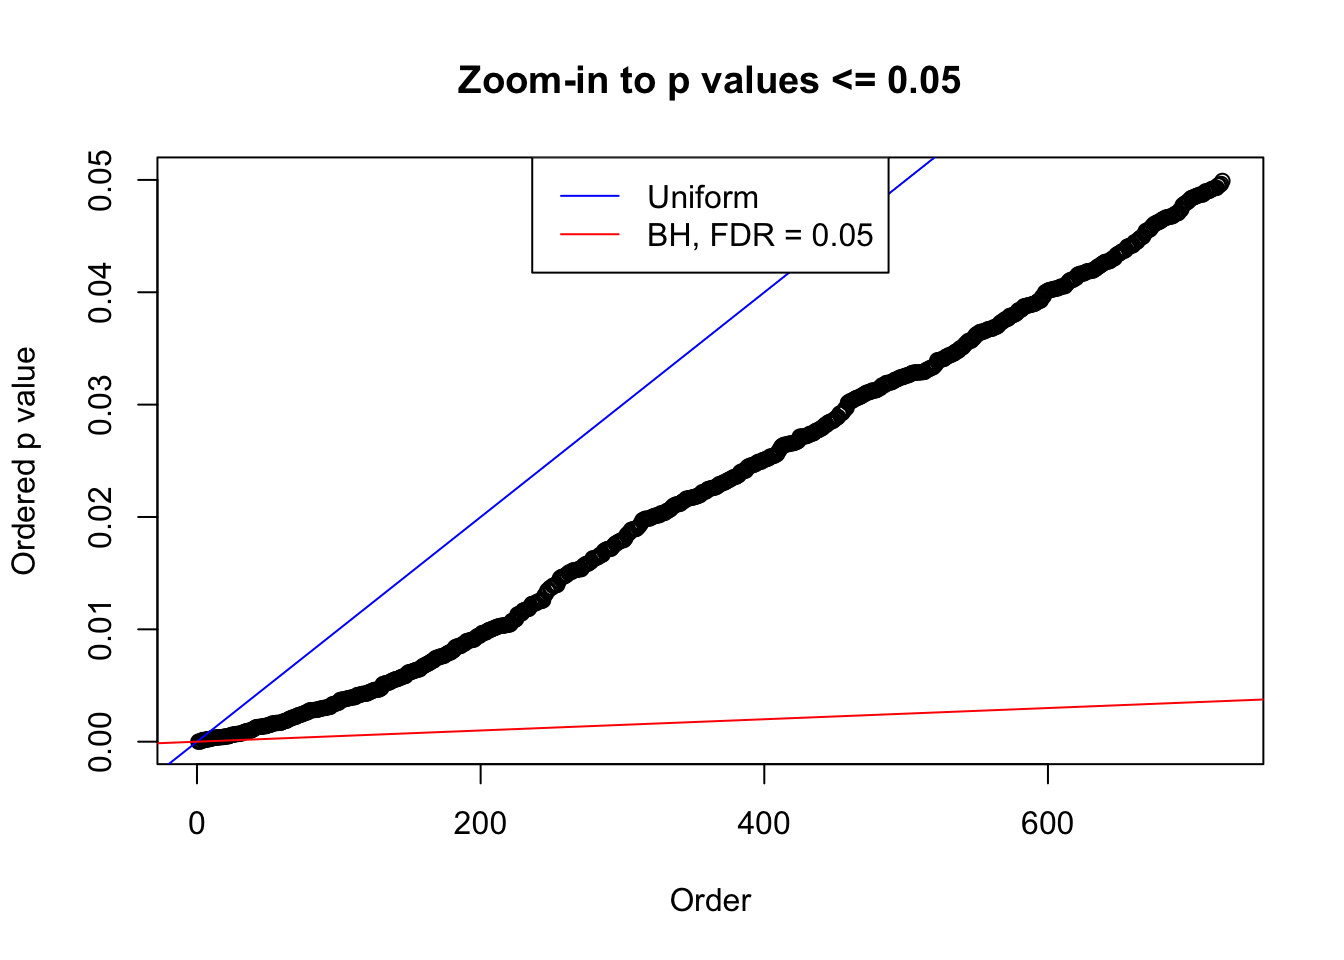 Zoom-in to p values <= 0.05
Uniform
BH, FDR = 0.05
Ordered p value
0.05
0.04
0.03
0.02
0.01
0.00
0
200
400
600
Order